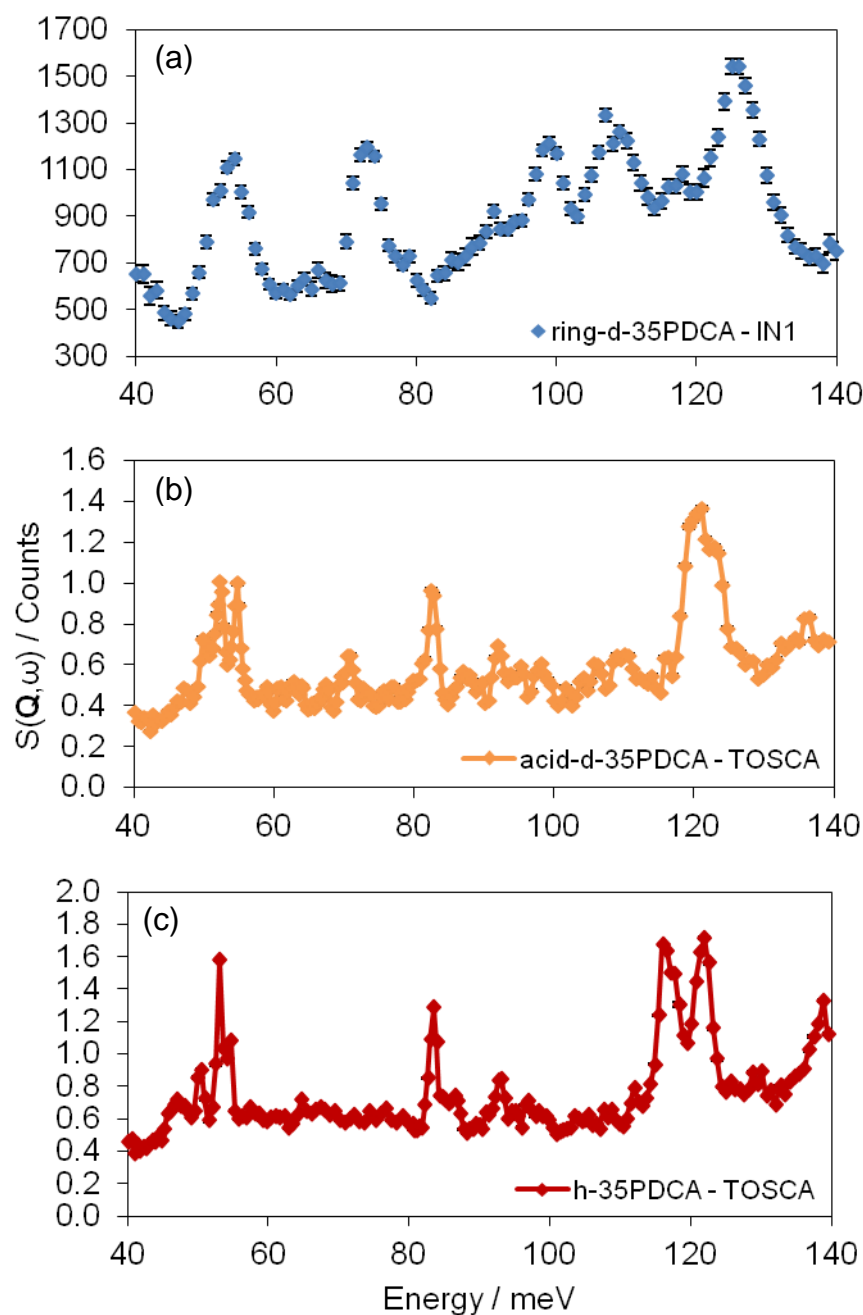 (a)
1700
1500
1300
1100
900
700
500
300
ring-d-35PDCA - IN1
40 60 80 100 120 140
(b)
1.6
1.4
1.2
1.0
0.8
0.6
0.4
0.2
0.0
S(Q,ω) / Counts
acid-d-35PDCA - TOSCA
40 60 80 100 120 140
(c)
2.0
1.8
1.6
1.4
1.2
1.0
0.8
0.6
0.4
0.2
0.0
h-35PDCA - TOSCA
40 60 80 100 120 140
Energy / meV